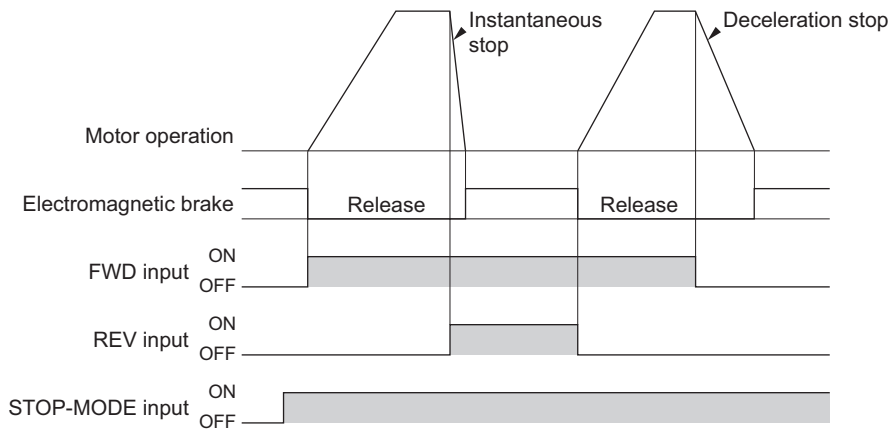 Instantaneous
stop
Deceleration stop
Motor operation
Electromagnetic brake
Release
Release
FWD input
ON
OFF
REV input
ON
OFF
STOP-MODE input
ON
OFF